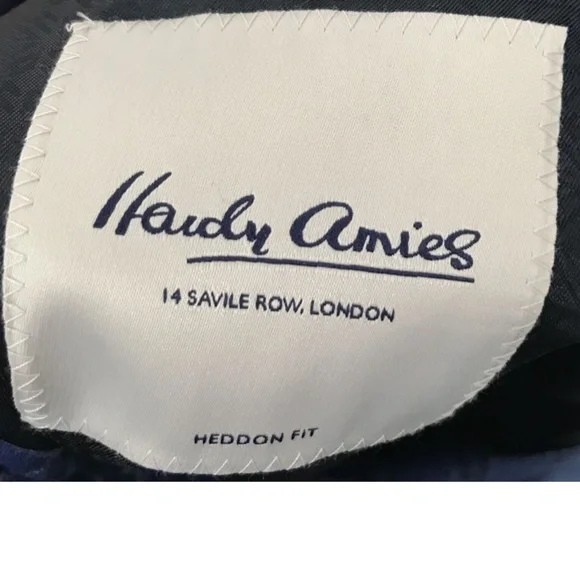 Hardy Amies
14 SAVILE ROW, LONDON
HEDDON FIT